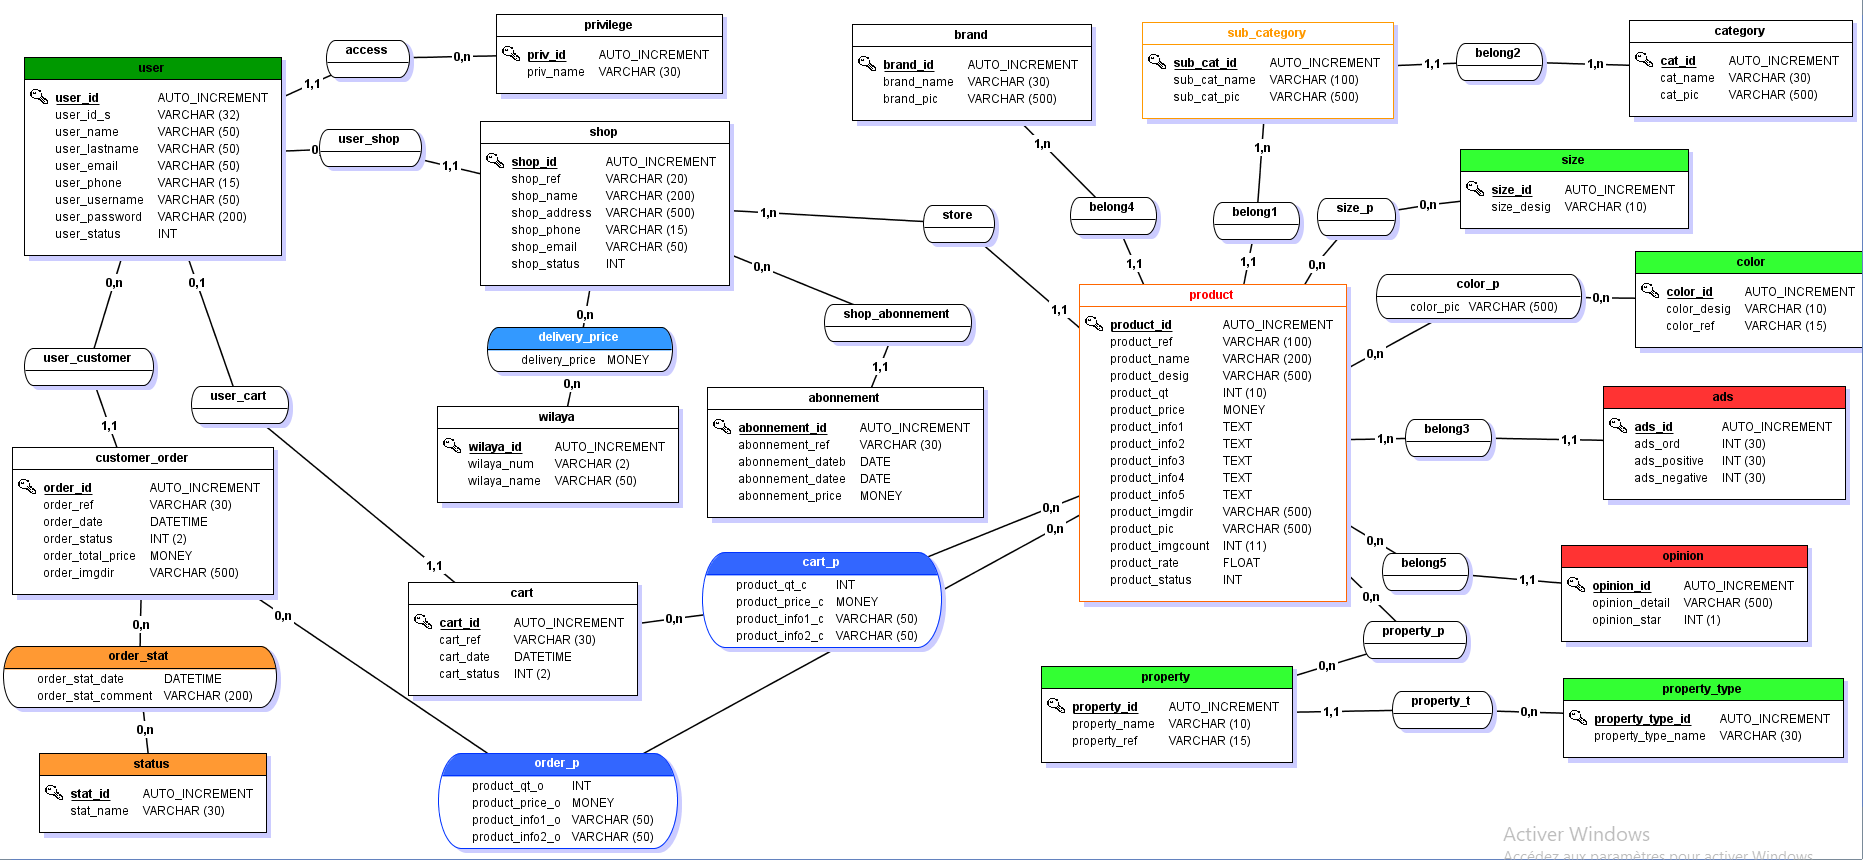 user
user_id AUTO_INCREMENT
user_id_s VARCHAR (32)
user_name VARCHAR (50)
user_lastname VARCHAR (50)
user_email VARCHAR (50)
user_phone VARCHAR (15)
user_username VARCHAR (50)
user_password VARCHAR (200)
user_status INT
1,1
access
0,n
privilege
priv_id AUTO_INCREMENT
priv_name VARCHAR (30)
0
user_shop
1,1
shop
shop_id AUTO_INCREMENT
shop_ref VARCHAR (20)
shop_name VARCHAR (200)
shop_address VARCHAR (500)
shop_phone VARCHAR (15)
shop_email VARCHAR (50)
shop_status INT
1,n
store
1,1
0,n
shop_abonnement
1,1
abonnement
abonnement_id AUTO_INCREMENT
abonnement_ref VARCHAR (30)
abonnement_dateb DATE
abonnement_datee DATE
abonnement_price MONEY
0,n
delivery_price
delivery_price MONEY
0,n
wilaya
wilaya_id AUTO_INCREMENT
wilaya_num VARCHAR (2)
wilaya_name VARCHAR (50)
brand
brand_id AUTO_INCREMENT
brand_name VARCHAR (30)
brand_pic VARCHAR (500)
1,n
belong4
1,1
sub_category
sub_cat_id AUTO_INCREMENT
sub_cat_name VARCHAR (100)
sub_cat_pic VARCHAR (500)
1,1
belong2
1,n
category
cat_id AUTO_INCREMENT
cat_name VARCHAR (30)
cat_pic VARCHAR (500)
1,n
belong1
1,1
size
size_id AUTO_INCREMENT
size_desig VARCHAR (10)
0,n
size_p
0,n
color
color_id AUTO_INCREMENT
color_desig VARCHAR (10)
color_ref VARCHAR (15)
0,n
color_p
color_pic VARCHAR (500)
0,n
product
product_id AUTO_INCREMENT
product_ref VARCHAR (100)
product_name VARCHAR (200)
product_desig VARCHAR (500)
product_qt INT (10)
product_price MONEY
product_info1 TEXT
product_info2 TEXT
product_info3 TEXT
product_info4 TEXT
product_info5 TEXT
product_imgdir VARCHAR (500)
product_pic VARCHAR (500)
product_imgcount INT (11)
product_rate FLOAT
product_status INT
1,n
belong3
1,1
ads
ads_id AUTO_INCREMENT
ads_ord INT (30)
ads_positive INT (30)
ads_negative INT (30)
0,n
belong5
1,1
opinion
opinion_id AUTO_INCREMENT
opinion_detail VARCHAR (500)
opinion_star INT (1)
0,n
property_p
0,n
property
property_id AUTO_INCREMENT
property_name VARCHAR (10)
property_ref VARCHAR (15)
1,1
property_t
0,n
property_type
property_type_id AUTO_INCREMENT
property_type_name VARCHAR (30)
0,n
user_customer
1,1
0,1
user_cart
1,1
customer_order
order_id AUTO_INCREMENT
order_ref VARCHAR (30)
order_date DATETIME
order_status INT (2)
order_total_price MONEY
order_imgdir VARCHAR (500)
0,n
order_stat
order_stat_date DATETIME
order_stat_comment VARCHAR (200)
0,n
status
stat_id AUTO_INCREMENT
stat_name VARCHAR (30)
cart
cart_id AUTO_INCREMENT
cart_ref VARCHAR (30)
cart_date DATETIME
cart_status INT (2)
0,n
cart_p
product_qt_c INT
product_price_c MONEY
product_info1_c VARCHAR (50)
product_info2_c VARCHAR (50)
0,n
0,n
0,n
order_p
product_qt_o INT
product_price_o MONEY
product_info1_o VARCHAR (50)
product_info2_o VARCHAR (50)
Activer Windows
Accédez aux paramètres pour activer Windows.